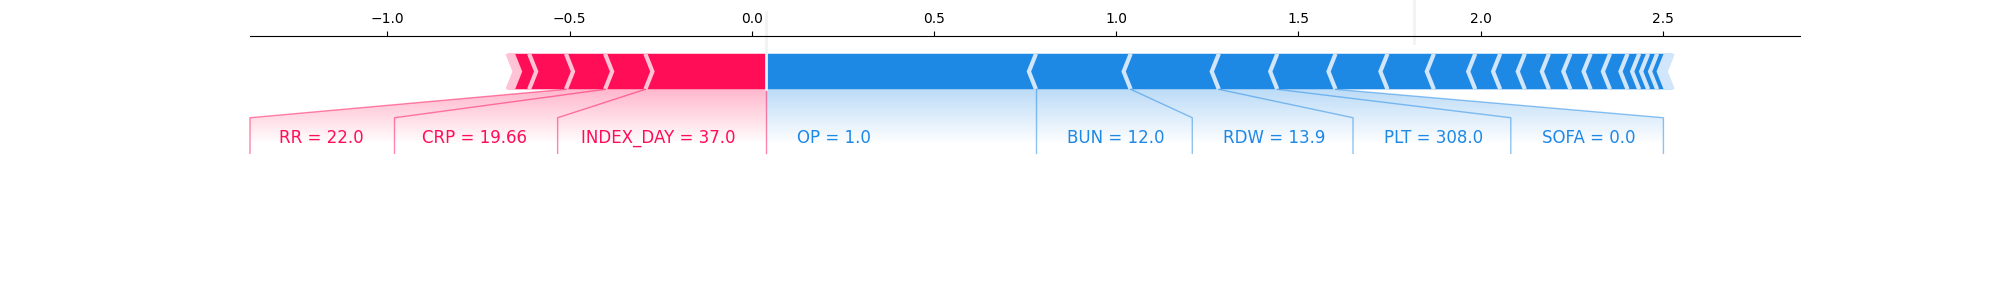 −1.0 −0.5 0.0 0.5 1.0 1.5 2.0 2.5
RR = 22.0 CRP = 19.66 INDEX_DAY = 37.0 OP = 1.0 BUN = 12.0 RDW = 13.9 PLT = 308.0 SOFA = 0.0